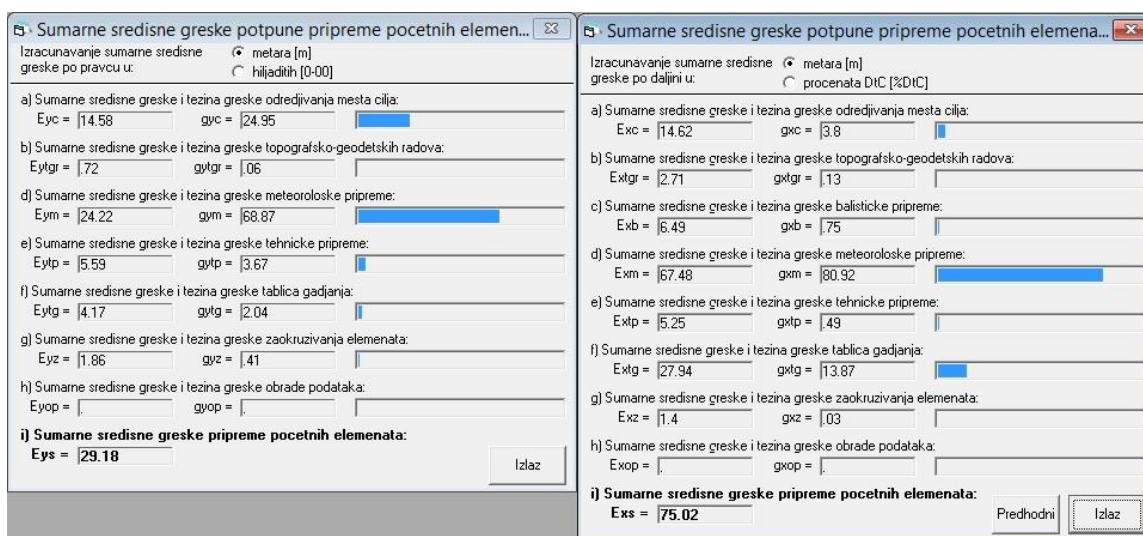 Sumarne sredisne greske potpune pripreme pocetnih elemen...
Izracunavanje sumarne sredisne
greske po pravcu u:
metara [m]
hiljaditih [0-00]
a) Sumarne sredisne greske i tezina greske odredjivanja mesta cilja:
Eyc = 14.58 gyc = 24.95
b) Sumarne sredisne greske i tezina greske topografsko-geodetskih radova:
Eytgr = .72 gytgr = .06
d) Sumarne sredisne greske i tezina greske meteoroloske pripreme:
Eym = 24.22 gym = 68.87
e) Sumarne sredisne greske i tezina greske tehnicke pripreme:
Eytp = 5.59 gytp = 3.67
f) Sumarne sredisne greske i tezina greske tablica gadjanja:
Eytg = 4.17 gytg = 2.04
g) Sumarne sredisne greske i tezina greske zaokruzivanja elemenata:
Eyz = 1.86 gyz = .41
h) Sumarne sredisne greske i tezina greske obrade podataka:
Eyop = . gyop = .
i) Sumarne sredisne greske pripreme pocetnih elemenata:
Eys = 29.18
Izlaz
Sumarne sredisne greske potpune pripreme pocetnih elemena...
Izracunavanje sumarne sredisne
greske po daljini u:
metara [m]
procenata DtC [%DtC]
a) Sumarne sredisne greske i tezina greske odredjivanja mesta cilja:
Exc = 14.62 gxc = 3.8
b) Sumarne sredisne greske i tezina greske topografsko-geodetskih radova:
Extgr = 2.71 gxtgr = .13
c) Sumarne sredisne greske i tezina greske balisticke pripreme:
Exb = 6.49 gxb = .75
d) Sumarne sredisne greske i tezina greske meteoroloske pripreme:
Exm = 67.48 gxm = 80.92
e) Sumarne sredisne greske i tezina greske tehnicke pripreme:
Extp = 5.25 gxtp = .49
f) Sumarne sredisne greske i tezina greske tablica gadjanja:
Extg = 27.94 gxtg = 13.87
g) Sumarne sredisne greske i tezina greske zaokruzivanja elemenata:
Exz = 1.4 gxz = .03
h) Sumarne sredisne greske i tezina greske obrade podataka:
Exop = . gxop = .
i) Sumarne sredisne greske pripreme pocetnih elemenata:
Exs = 75.02
Predhodni
Izlaz